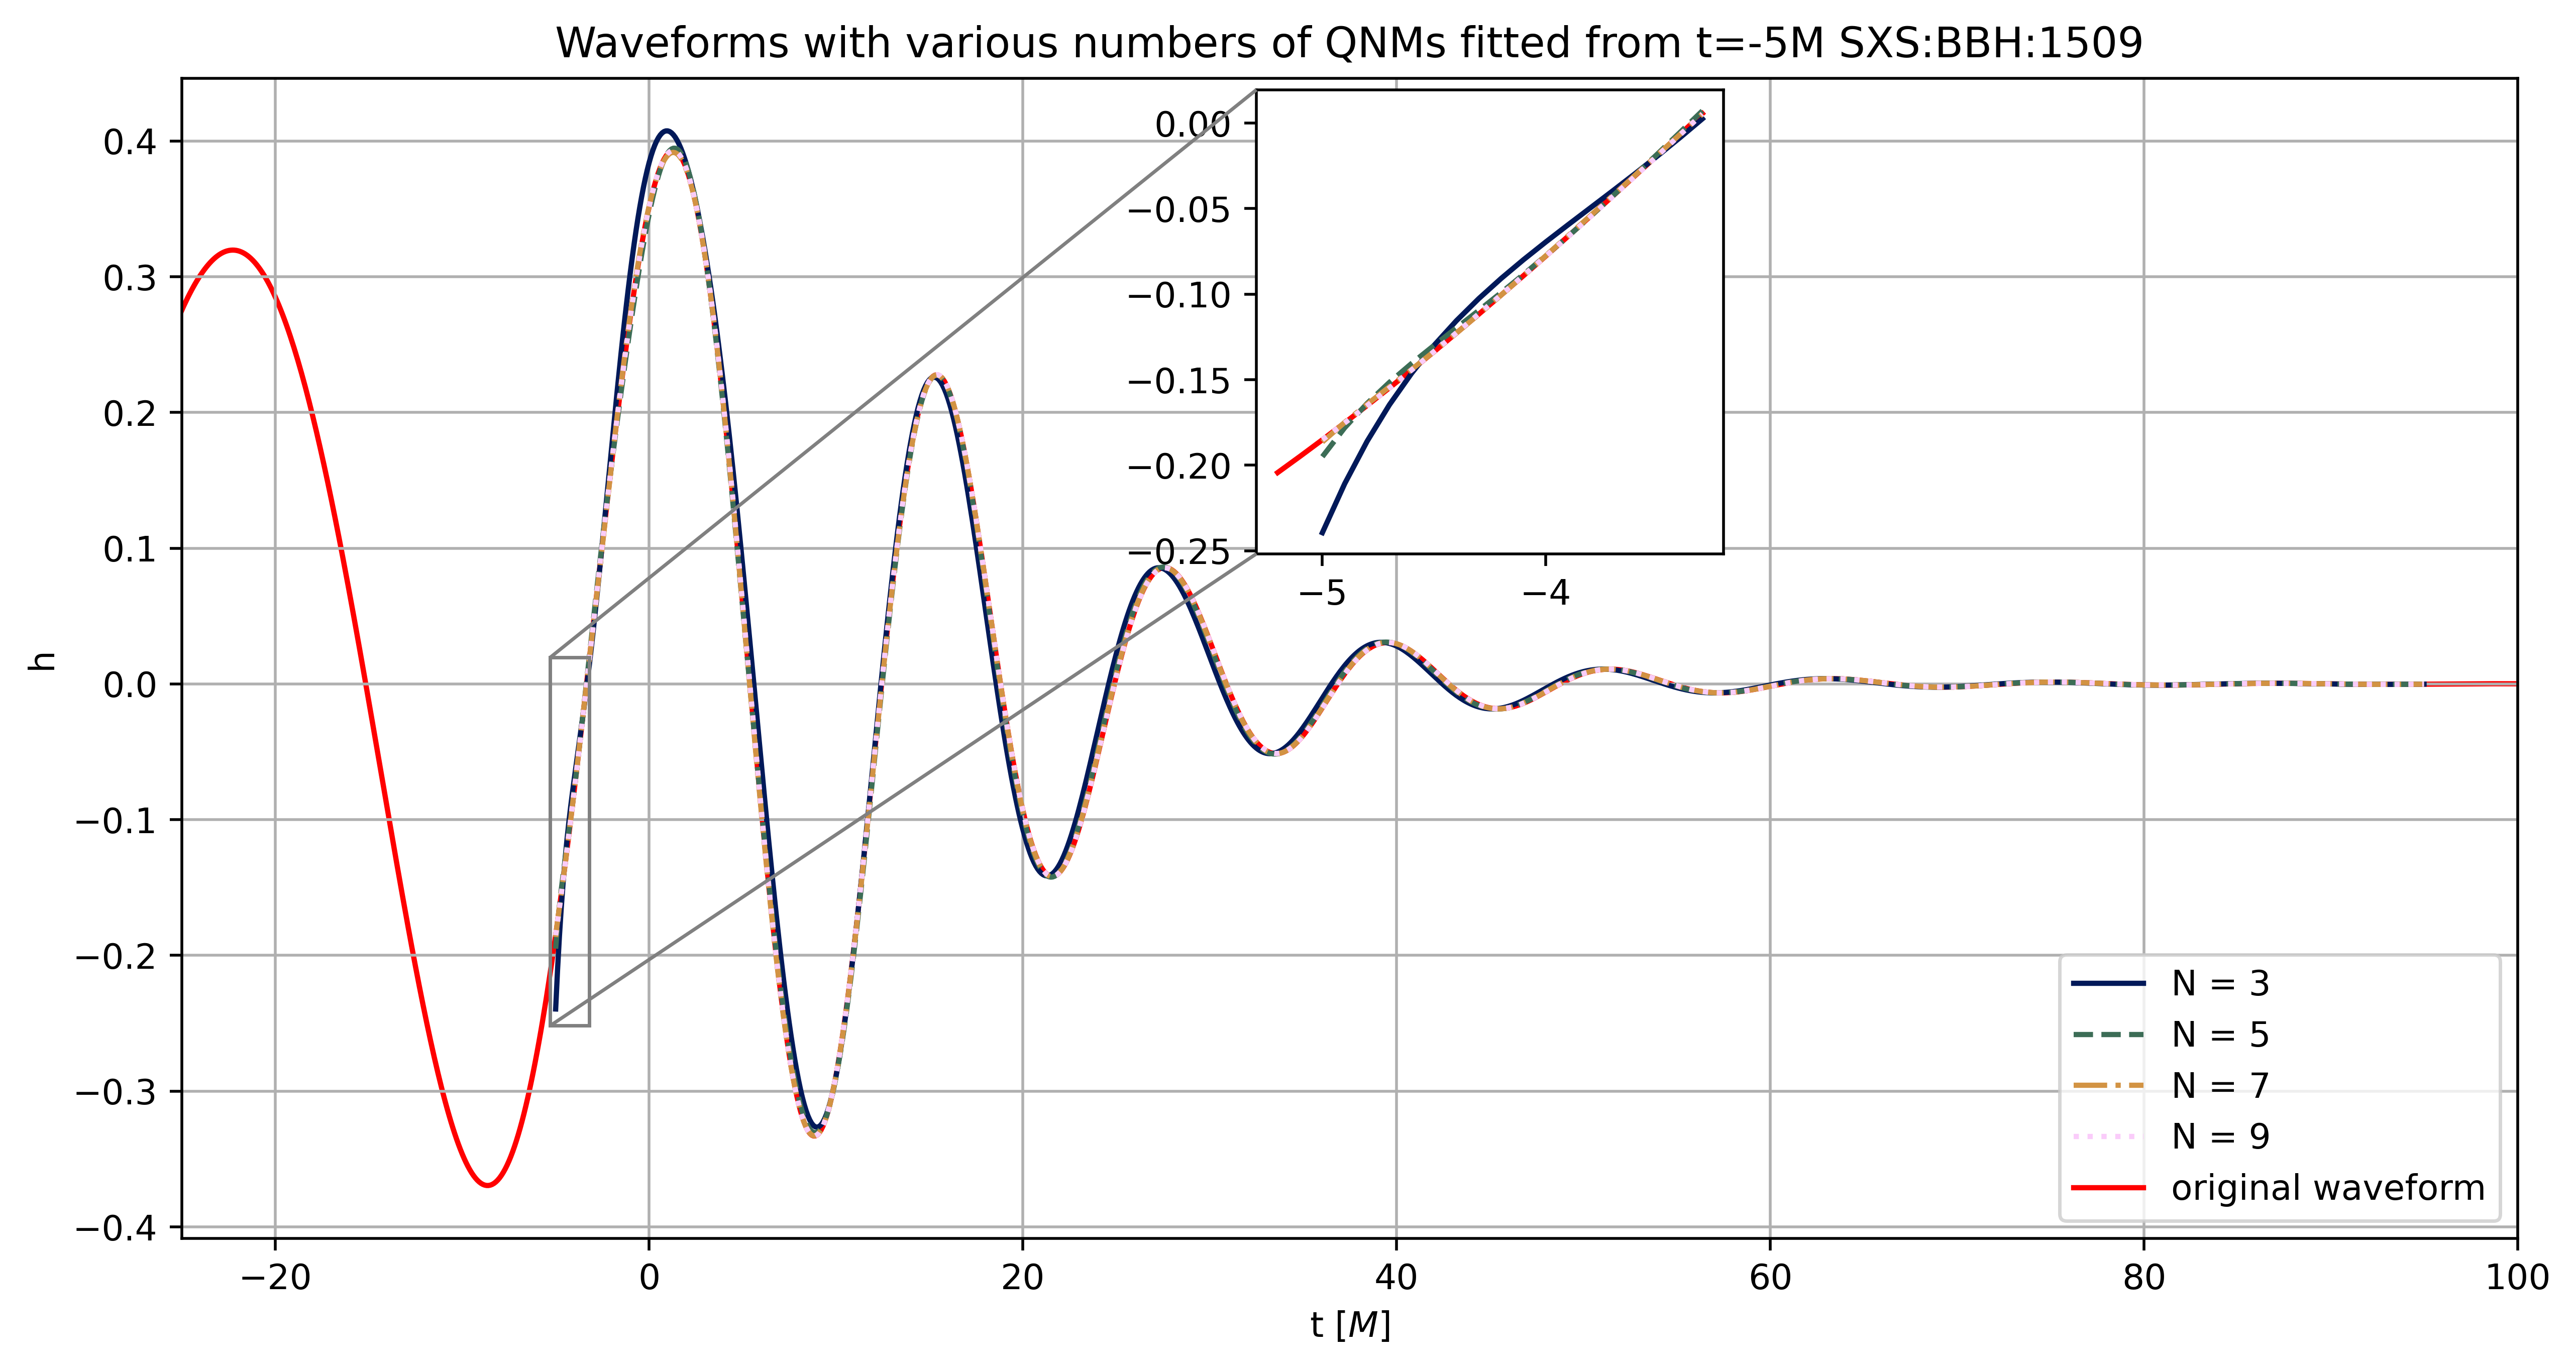 Waveforms with various numbers of QNMs fitted from t=-5M SXS:BBH:1509
h
0.4
0.3
0.2
0.1
0.0
−0.1
−0.2
−0.3
−0.4
0.00
−0.05
−0.10
−0.15
−0.20
−0.25
−5 −4
N = 3
N = 5
N = 7
N = 9
original waveform
−20 0 20 40 60 80 100
t [M]